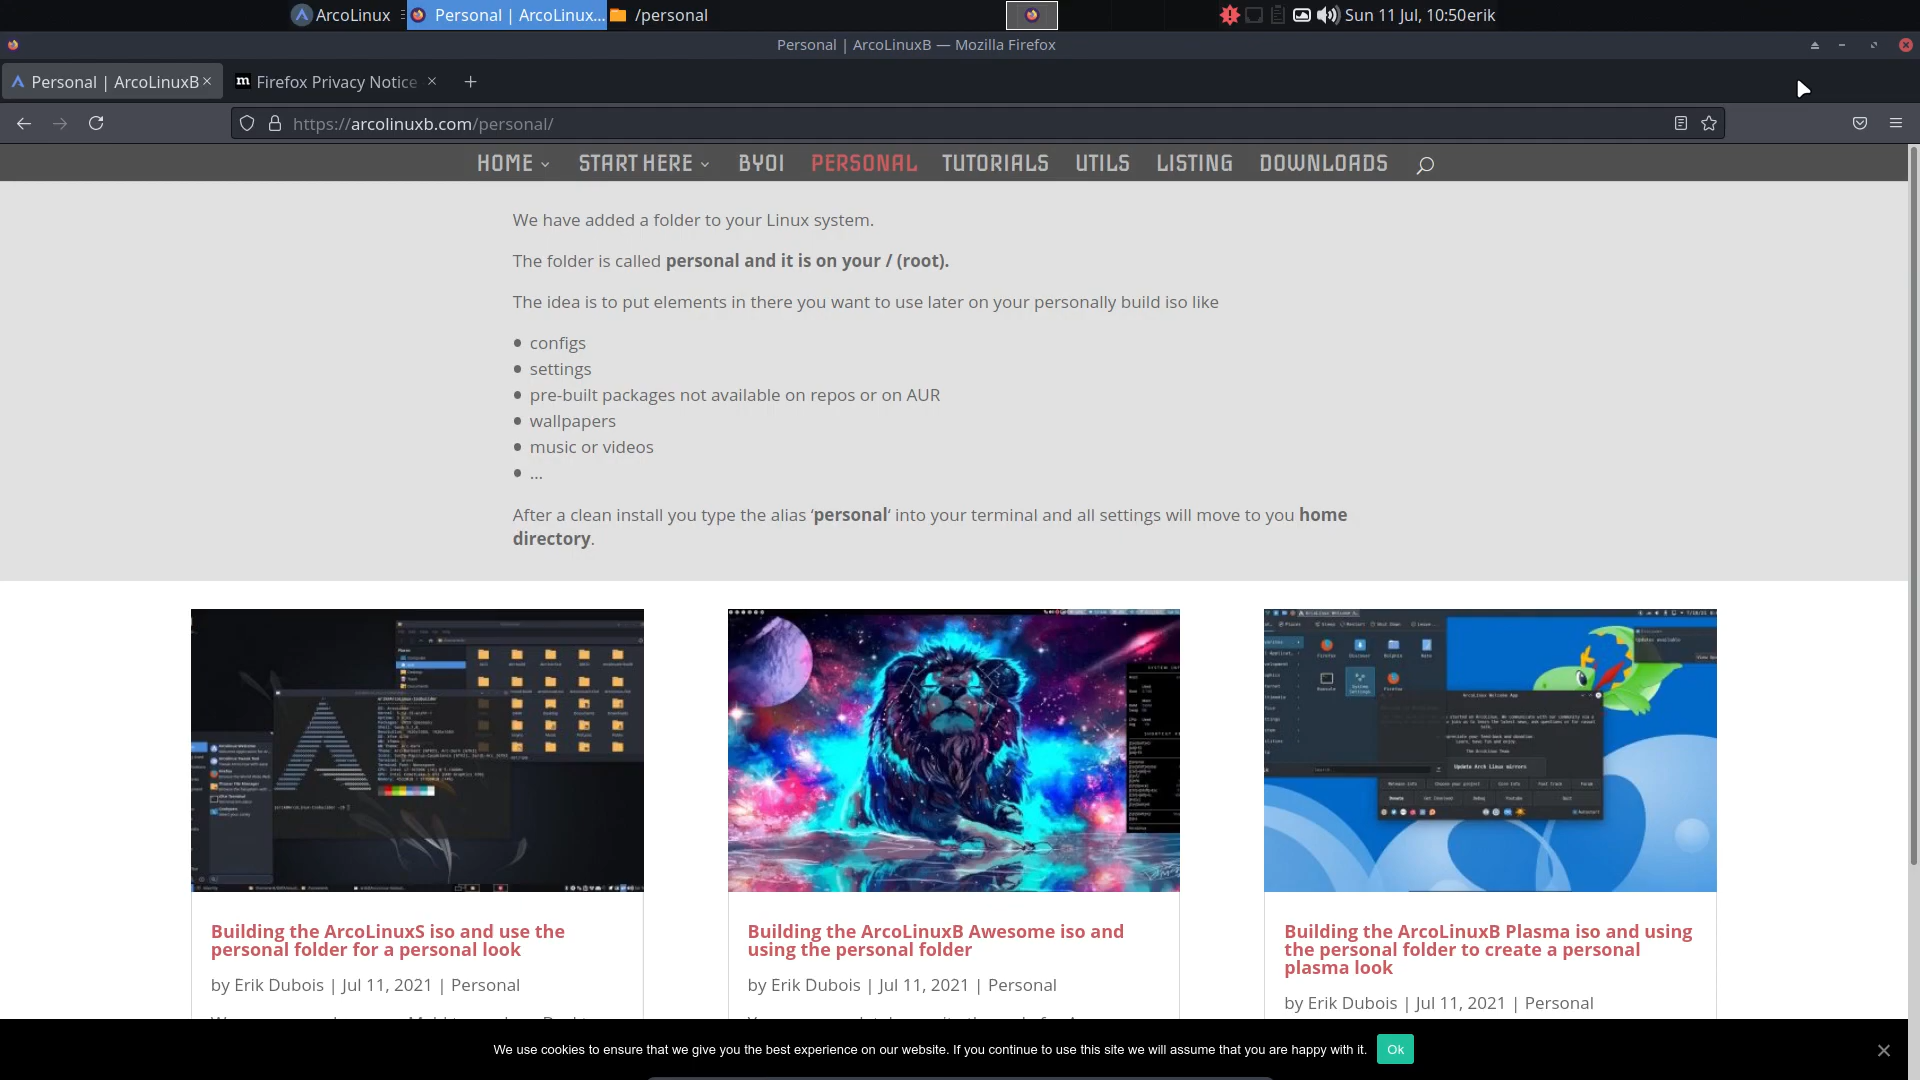 ArcoLinux
Personal | ArcoLinux...
/personal
Sun 11 Jul, 10:50
erik
Personal | ArcoLinuxB — Mozilla Firefox
Personal | ArcoLinuxB
Firefox Privacy Notice
https://arcolinuxb.com/personal/
HOME
START HERE
BYOI
PERSONAL
TUTORIALS
UTILS
LISTING
DOWNLOADS
We have added a folder to your Linux system.
The folder is called personal and it is on your / (root).
The idea is to put elements in there you want to use later on your personally build iso like
configs
settings
pre-built packages not available on repos or on AUR
wallpapers
music or videos
...
After a clean install you type the alias ‘personal‘ into your terminal and all settings will move to you home
directory.
Building the ArcoLinuxS iso and use the
personal folder for a personal look
by Erik Dubois | Jul 11, 2021 | Personal
Building the ArcoLinuxB Awesome iso and
using the personal folder
by Erik Dubois | Jul 11, 2021 | Personal
Update Arch Linux mirrors
Building the ArcoLinuxB Plasma iso and using
the personal folder to create a personal
plasma look
by Erik Dubois | Jul 11, 2021 | Personal
We use cookies to ensure that we give you the best experience on our website. If you continue to use this site we will assume that you are happy with it.
Ok